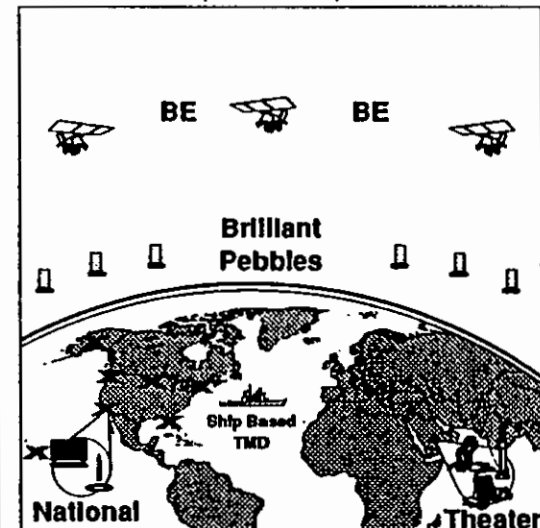 BE BE
Brilliant
Pebbles
Ship Based
TMD
National
Theater